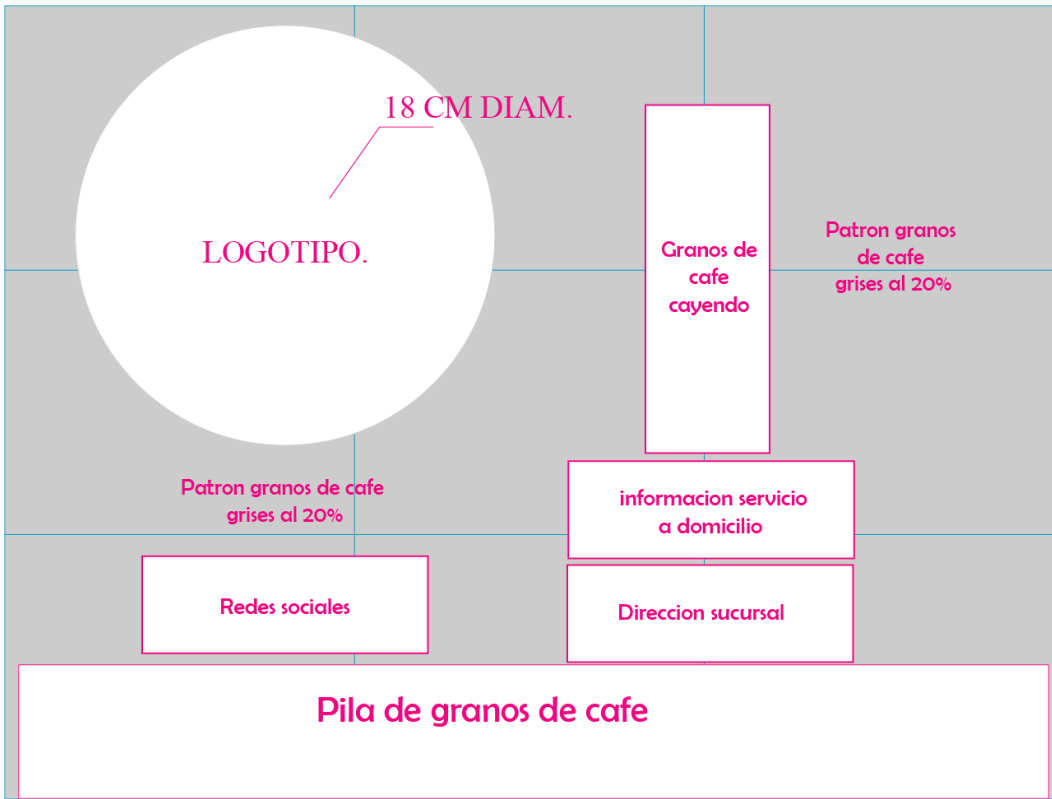 18 CM DIAM.
LOGOTIPO.
Granos de
cafe
cayendo
Patron granos
de cafe
grises al 20%
Patron granos de cafe
grises al 20%
informacion servicio
a domicilio
Redes sociales
Direccion sucursal
Pila de granos de cafe